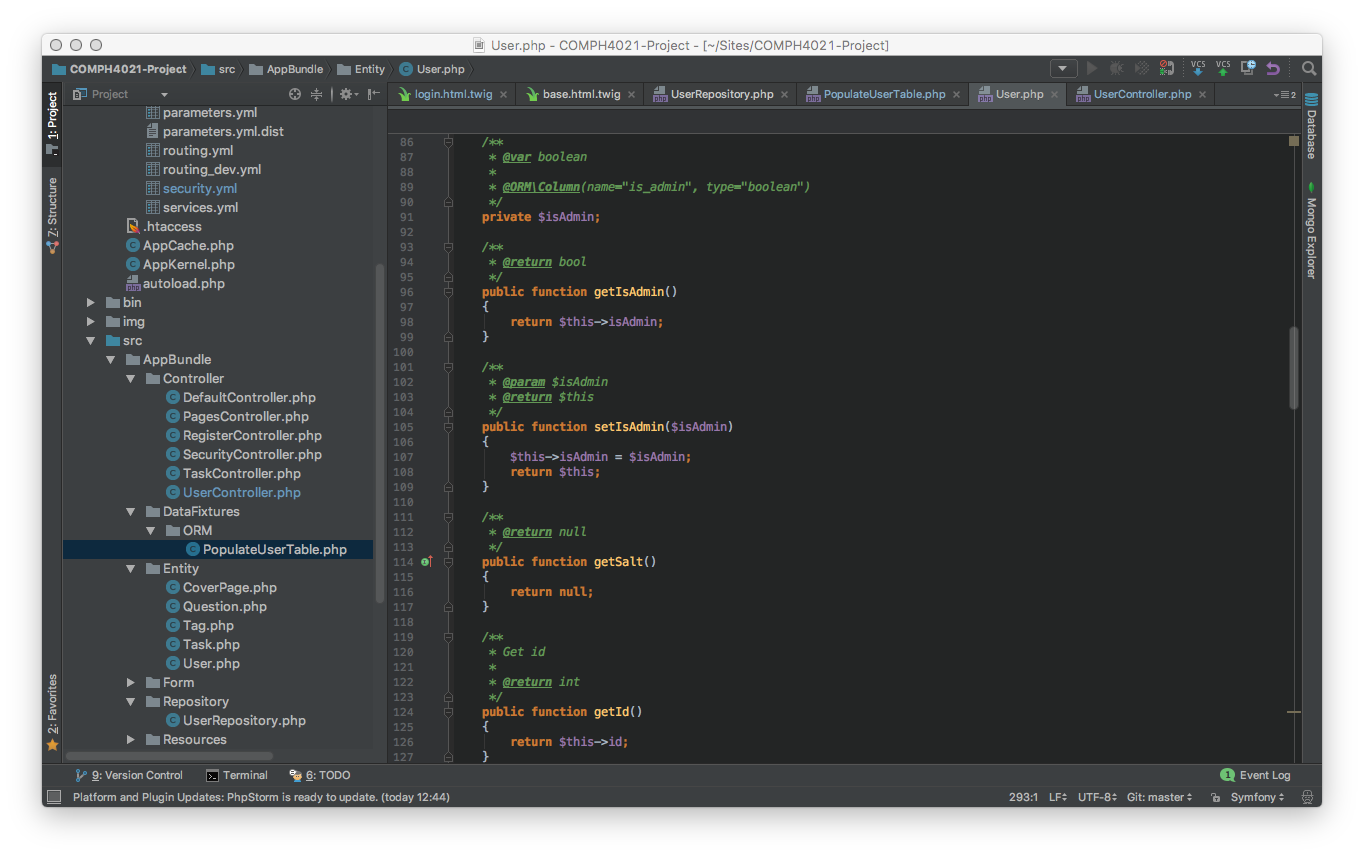 User.php - COMPH4021-Project - [~/Sites/COMPH4021-Project]
COMPH4021-Project src AppBundle Entity User.php
VCS VCS
Project
login.html.twig base.html.twig UserRepository.php PopulateUserTable.php User.php UserController.php 2
1: Project
Z: Structure
2: Favorites
parameters.yml
parameters.yml.dist
routing.yml
routing_dev.yml
security.yml
services.yml
.htaccess
AppCache.php
AppKernel.php
autoload.php
bin
img
src
AppBundle
Controller
DefaultController.php
PagesController.php
RegisterController.php
SecurityController.php
TaskController.php
UserController.php
DataFixtures
ORM
PopulateUserTable.php
Entity
CoverPage.php
Question.php
Tag.php
Task.php
User.php
Form
Repository
UserRepository.php
Resources
86 /**
87 * @var boolean
88 *
89 * @ORM\Column(name="is_admin", type="boolean")
90 */
91 private $isAdmin;
92
93 /**
94 * @return bool
95 */
96 public function getIsAdmin()
97 {
98 return $this->isAdmin;
99 }
100
101 /**
102 * @param $isAdmin
103 * @return $this
104 */
105 public function setIsAdmin($isAdmin)
106 {
107 $this->isAdmin = $isAdmin;
108 return $this;
109 }
110
111 /**
112 * @return null
113 */
114 public function getSalt()
115 {
116 return null;
117 }
118
119 /**
120 * Get id
121 *
122 * @return int
123 */
124 public function getId()
125 {
126 return $this->id;
127 }
Database
Mongo Explorer
9: Version Control Terminal 6: TODO 1 Event Log
Platform and Plugin Updates: PhpStorm is ready to update. (today 12:44) 293:1 LF UTF-8 Git: master Symfony